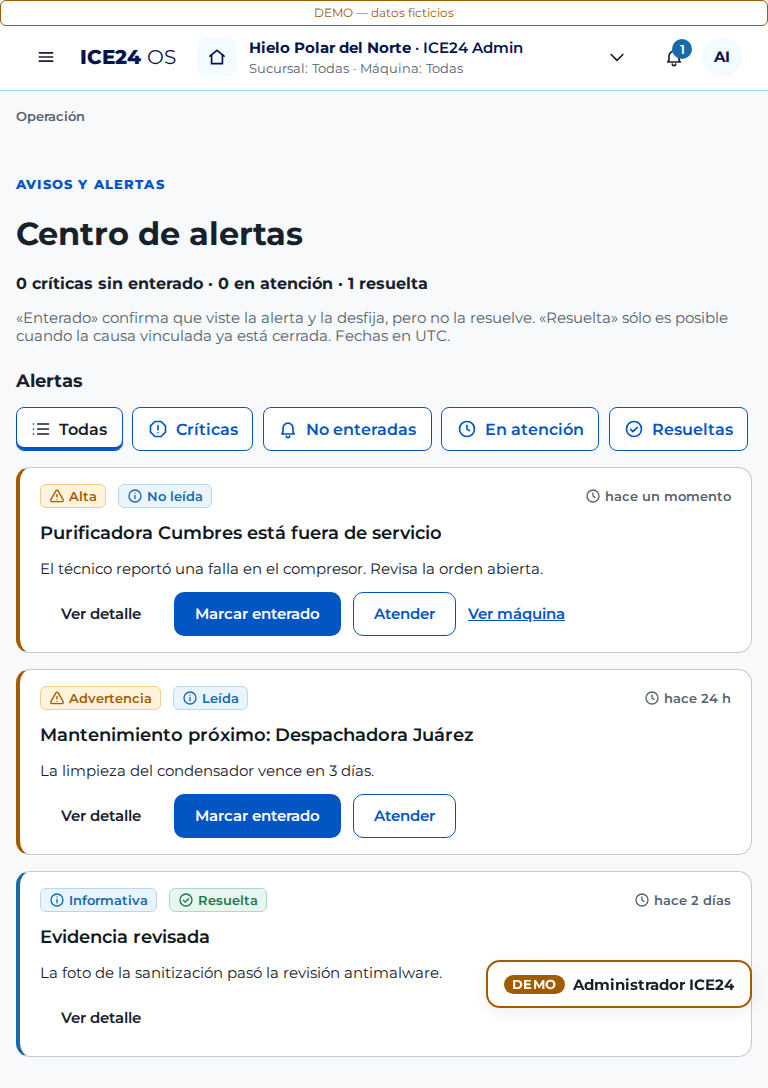 DEMO — datos ficticios
ICE24 OS
Hielo Polar del Norte · ICE24 Admin
Sucursal: Todas · Máquina: Todas
1
AI
Operación
AVISOS Y ALERTAS
Centro de alertas
0 críticas sin enterado · 0 en atención · 1 resuelta
«Enterado» confirma que viste la alerta y la desfija, pero no la resuelve. «Resuelta» sólo es posible
cuando la causa vinculada ya está cerrada. Fechas en UTC.
Alertas
Todas Críticas No enteradas En atención Resueltas
Alta No leída hace un momento
Purificadora Cumbres está fuera de servicio
El técnico reportó una falla en el compresor. Revisa la orden abierta.
Ver detalle Marcar enterado Atender Ver máquina
Advertencia Leída hace 24 h
Mantenimiento próximo: Despachadora Juárez
La limpieza del condensador vence en 3 días.
Ver detalle Marcar enterado Atender
Informativa Resuelta hace 2 días
Evidencia revisada
La foto de la sanitización pasó la revisión antimalware.
DEMO Administrador ICE24
Ver detalle